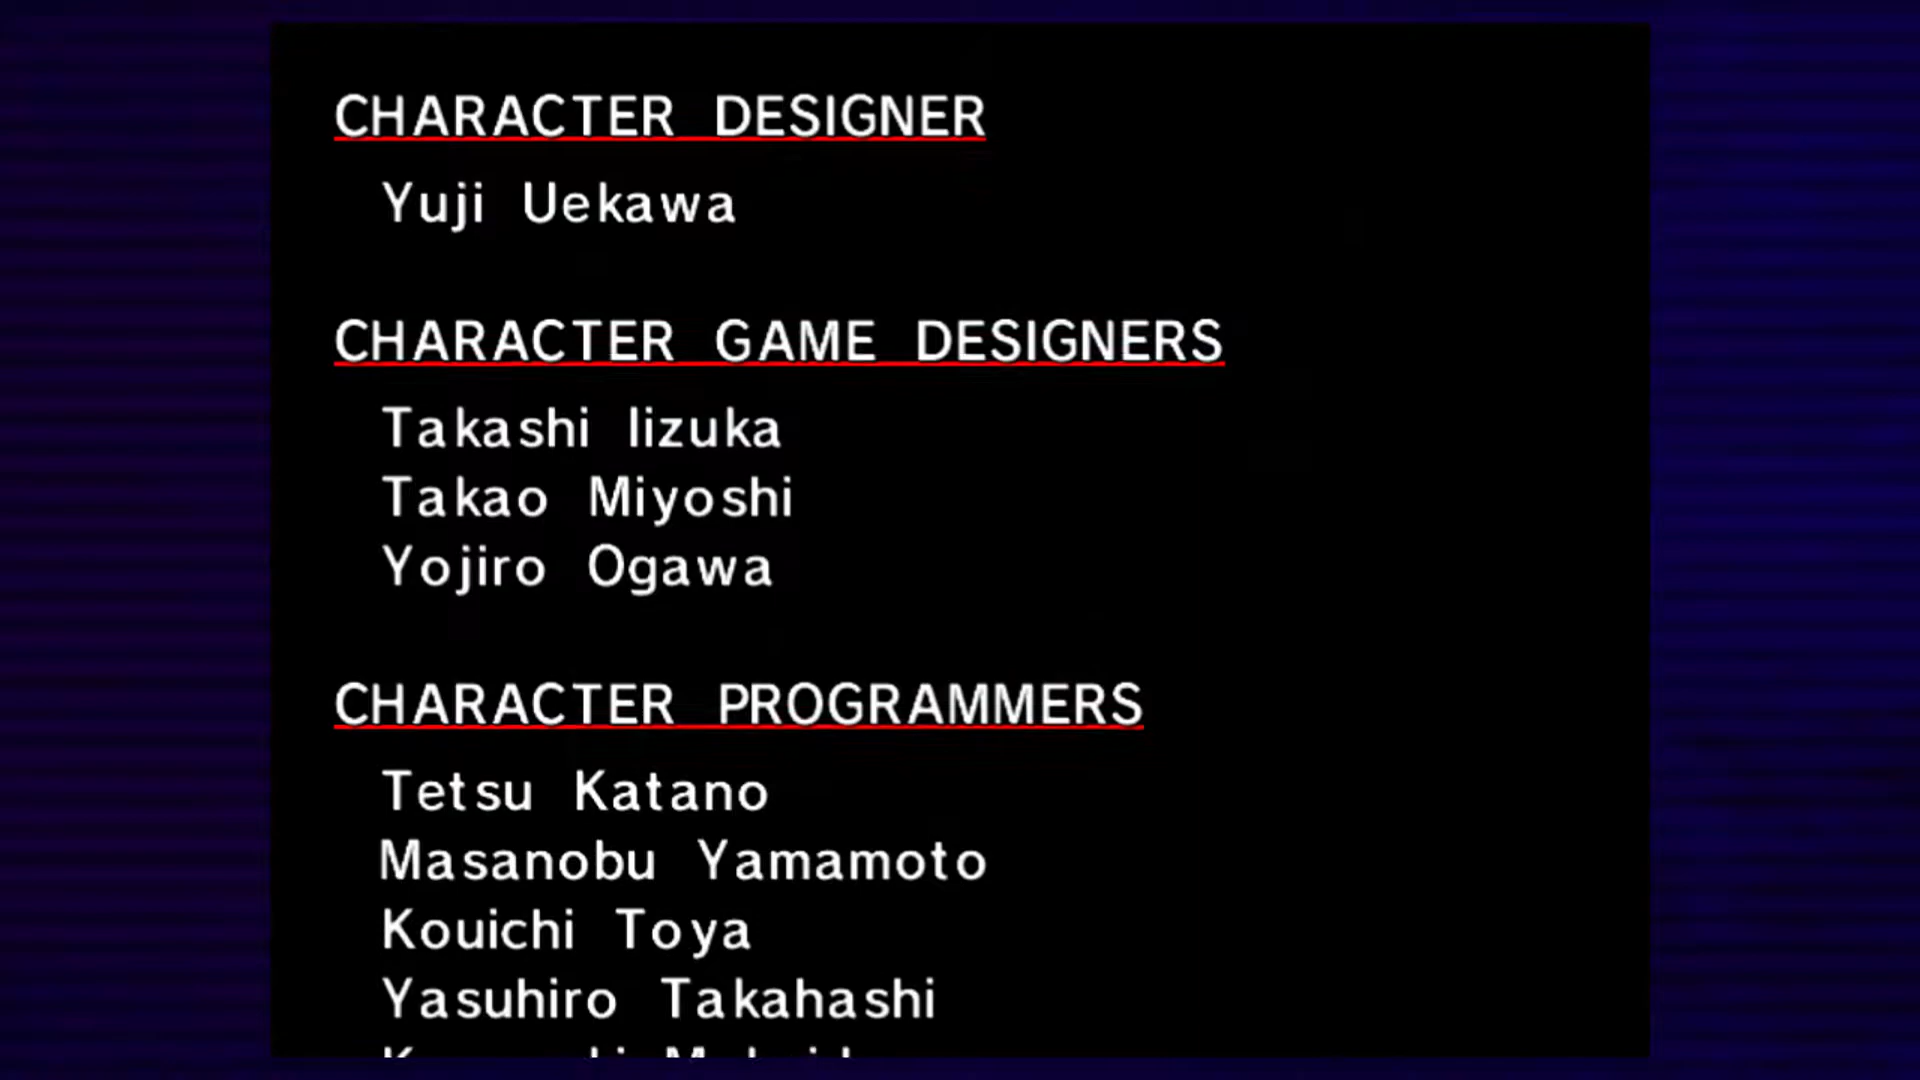 CHARACTER DESIGNER
Yuji Uekawa
CHARACTER GAME DESIGNERS
Takashi Iizuka
Takao Miyoshi
Yojiro Ogawa
CHARACTER PROGRAMMERS
Tetsu Katano
Masanobu Yamamoto
Kouichi Toya
Yasuhiro Takahashi